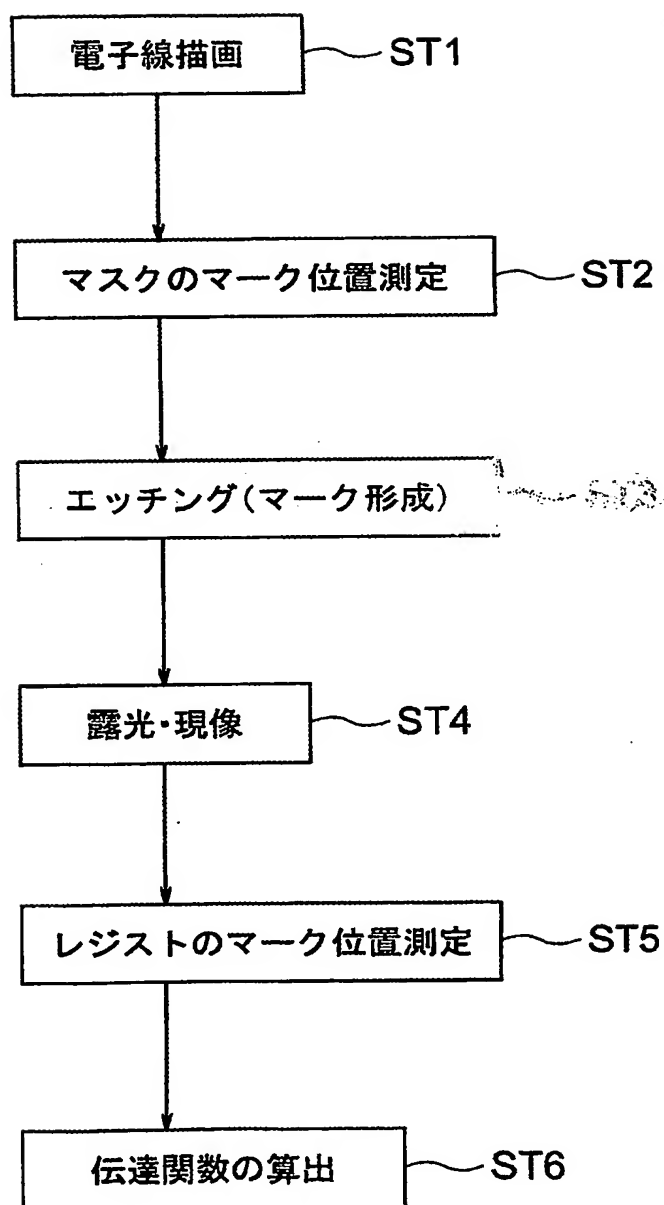 電子線描画 ST1
マスクのマーク位置測定 ST2
エッチング(マーク形成)
露光・現像 ST4
レジストのマーク位置測定 ST5
伝達関数の算出 ST6